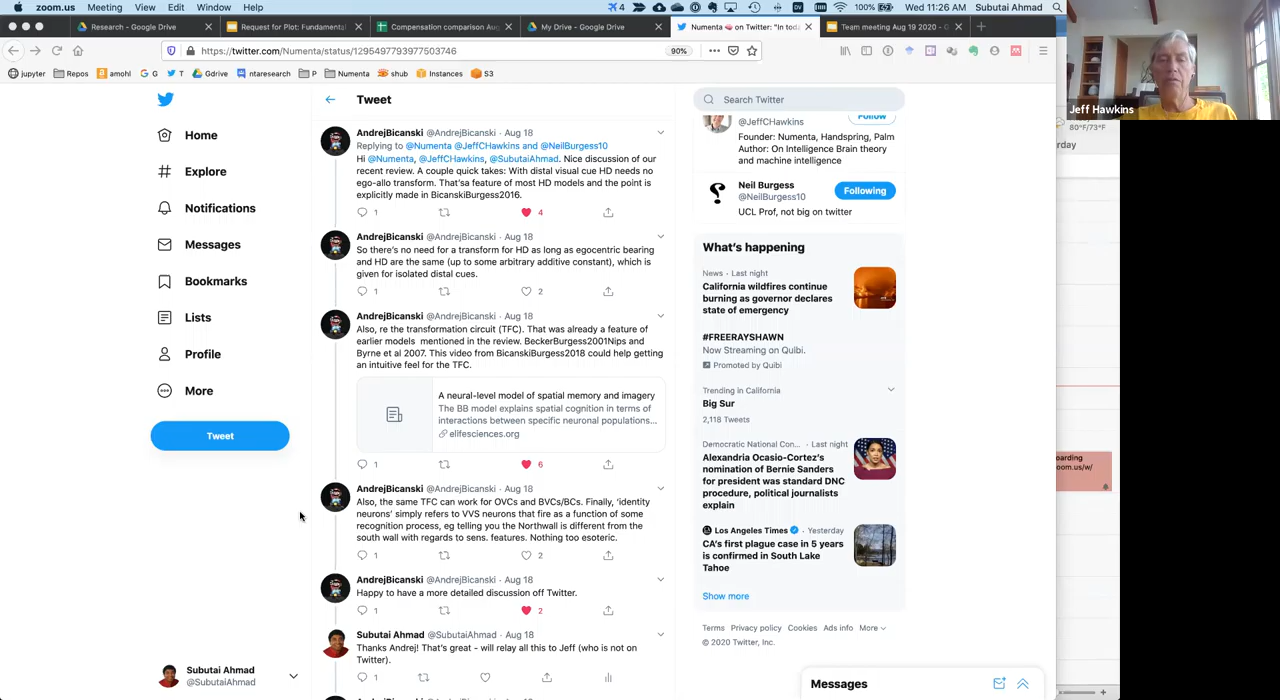 zoom.us Meeting View Edit Window Help
4
100%
Wed 11:26 AM Subutai Ahmad
Research - Google Drive
Request for Plot: Fundament
Compensation comparison Aug
My Drive - Google Drive
Numenta on Twitter: "In tod
Team meeting Aug 19 2020 - G
https://twitter.com/Numenta/status/1295497793977503746
90%
jupyter Repos amohl G T Gdrive ntaresearch P Numenta shub Instances S3
Home
Explore
Notifications
Messages
Bookmarks
Lists
Profile
More
Tweet
Subutai Ahmad
@SubutaiAhmad
Tweet
AndrejBicanski @AndrejBicanski · Aug 18
Replying to @Numenta @JeffCHawkins and @NeilBurgess10
Hi @Numenta, @JeffCHawkins, @SubutaiAhmad. Nice discussion of our
recent review. A couple quick takes: With distal visual cue HD needs no
ego-allo transform. That'sa feature of most HD models and the point is
explicitly made in BicanskiBurgess2016.
1
4
AndrejBicanski @AndrejBicanski · Aug 18
So there's no need for a transform for HD as long as egocentric bearing
and HD are the same (up to some arbitrary additive constant), which is
given for isolated distal cues.
1
2
AndrejBicanski @AndrejBicanski · Aug 18
Also, re the transformation circuit (TFC). That was already a feature of
earlier models mentioned in the review. BeckerBurgess2001Nips and
Byrne et al 2007. This video from BicanskiBurgess2018 could help getting
an intuitive feel for the TFC.
A neural-level model of spatial memory and imagery
The BB model explains spatial cognition in terms of
interactions between specific neuronal populations...
elifesciences.org
1
6
AndrejBicanski @AndrejBicanski · Aug 18
Also, the same TFC can work for OVCs and BVCs/BCs. Finally, 'identity
neurons' simply refers to VVS neurons that fire as a function of some
recognition process, eg telling you the Northwall is different from the
south wall with regards to sens. features. Nothing too esoteric.
1
2
AndrejBicanski @AndrejBicanski · Aug 18
Happy to have a more detailed discussion off Twitter.
1
2
Subutai Ahmad @SubutaiAhmad · Aug 18
Thanks Andrej! That's great - will relay all this to Jeff (who is not on
Twitter).
1
Search Twitter
@JeffCHawkins
Follow
Founder: Numenta, Handspring, Palm
Author: On Intelligence Brain theory
and machine intelligence
Neil Burgess
@NeilBurgess10
Following
UCL Prof, not big on twitter
What's happening
News · Last night
California wildfires continue
burning as governor declares
state of emergency
#FREERAYSHAWN
Now Streaming on Quibi.
Promoted by Quibi
Trending in California
Big Sur
2,118 Tweets
Democratic National Con... · Last night
Alexandria Ocasio-Cortez's
nomination of Bernie Sanders
for president was standard DNC
procedure, political journalists
explain
Los Angeles Times · Yesterday
CA's first plague case in 5 years
is confirmed in South Lake
Tahoe
Show more
Terms Privacy policy Cookies Ads info More
© 2020 Twitter, Inc.
Messages
Jeff Hawkins
80°F/73°F
rday
oarding
oom.us/w/